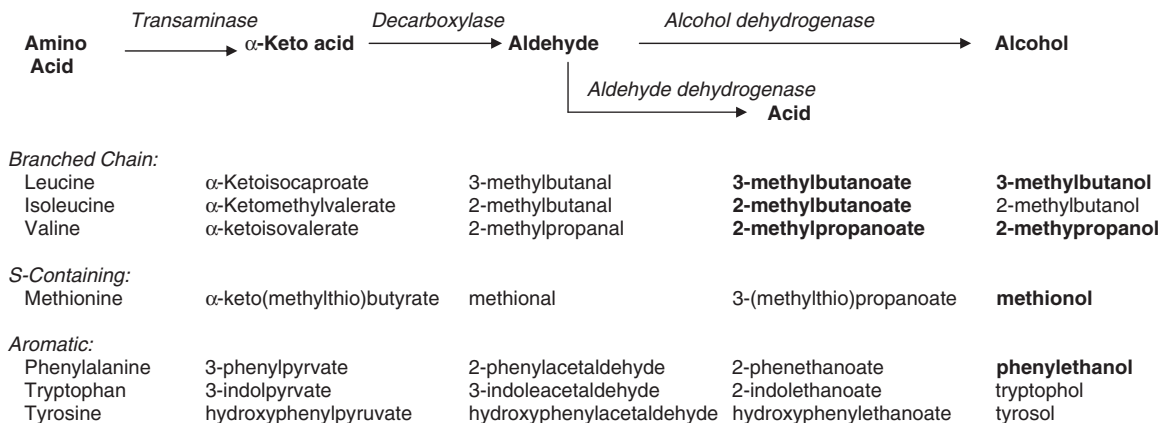 Transaminase Decarboxylase Alcohol dehydrogenase
Amino Acid α-Keto acid Aldehyde Alcohol
Aldehyde dehydrogenase
Acid
Branched Chain:
Leucine α-Ketoisocaproate 3-methylbutanal 3-methylbutanoate 3-methylbutanol
Isoleucine α-Ketomethylvalerate 2-methylbutanal 2-methylbutanoate 2-methylbutanol
Valine α-ketoisovalerate 2-methylpropanal 2-methylpropanoate 2-methypropanol
S-Containing:
Methionine α-keto(methylthio)butyrate methional 3-(methylthio)propanoate methionol
Aromatic:
Phenylalanine 3-phenylpyrvate 2-phenylacetaldehyde 2-phenethanoate phenylethanol
Tryptophan 3-indolpyrvate 3-indoleacetaldehyde 2-indolethanoate tryptophol
Tyrosine hydroxyphenylpyruvate hydroxyphenylacetaldehyde hydroxyphenylethanoate tyrosol